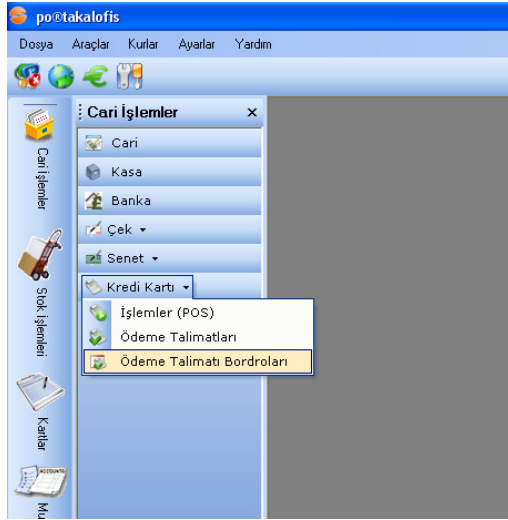 po®takalofis
Dosya Araçlar Kurlar Ayarlar Yardım
Cari İşlemler
Stok İşlemleri
Kartlar
Mu
Cari İşlemler x
Cari
Kasa
Banka
Çek
Senet
Kredi Kartı
İşlemler (POS)
Ödeme Talimatları
Ödeme Talimatı Bordroları